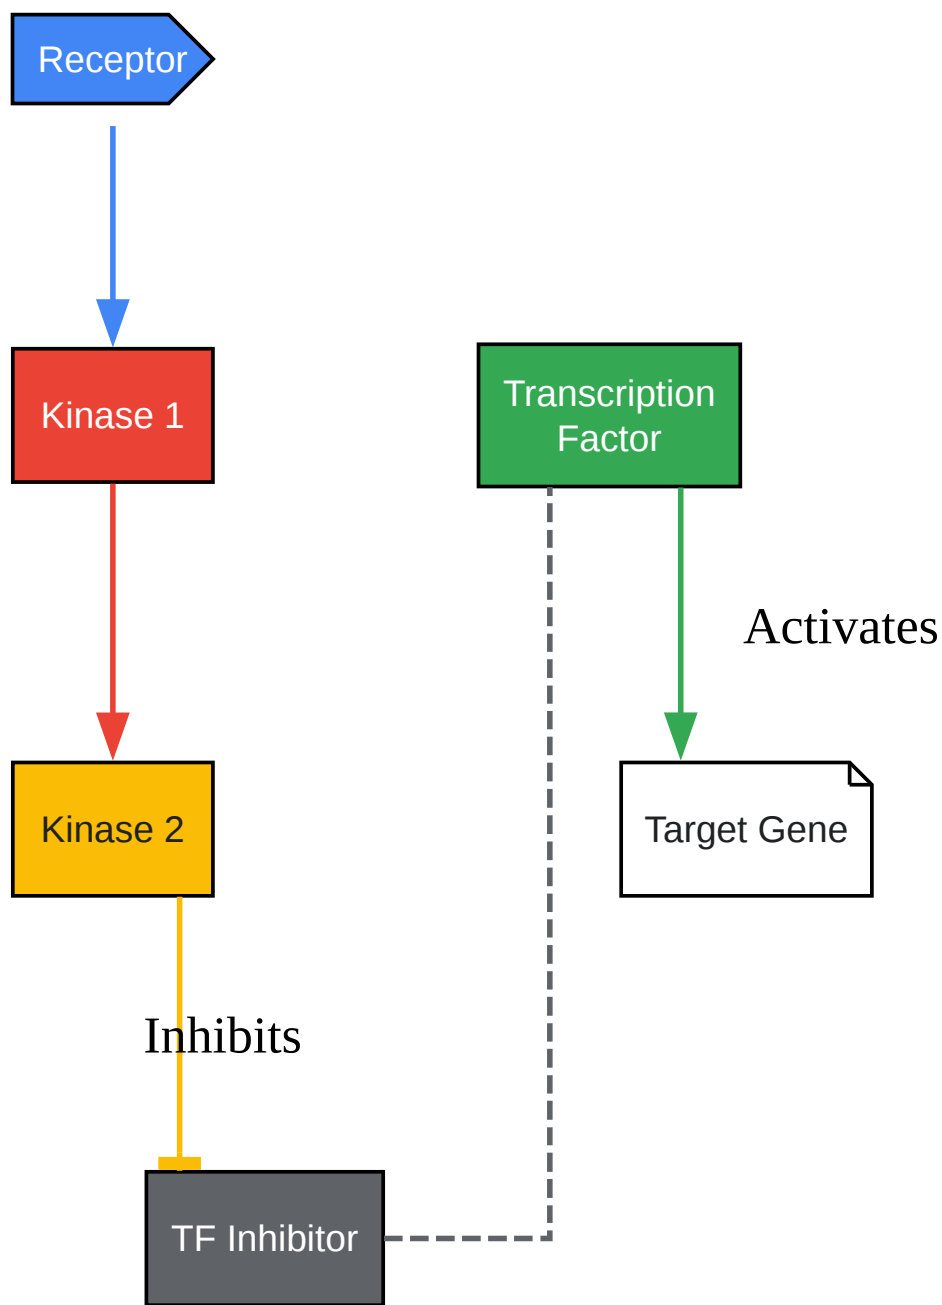 Receptor
Kinase 1
Transcription
Factor
Activates
Kinase 2
Target Gene
Inhibits
TF Inhibitor